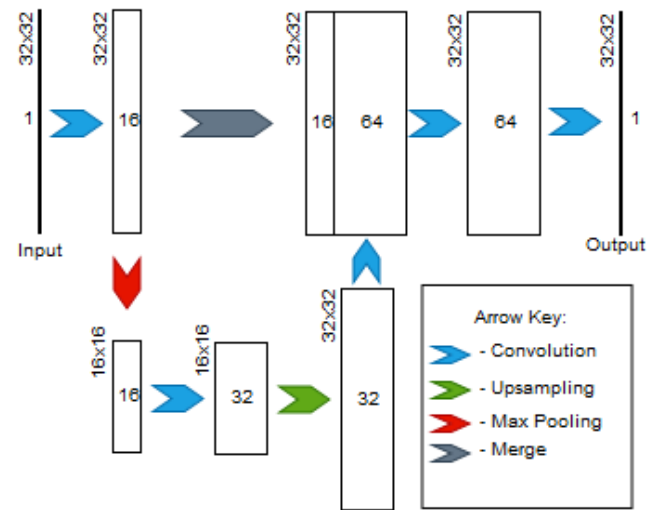 32x32
1
Input
32x32
16
32x32
16
64
32x32
64
32x32
1
Output
16x16
16
16x16
32
32x32
32
Arrow Key:
- Convolution
- Upsampling
- Max Pooling
- Merge